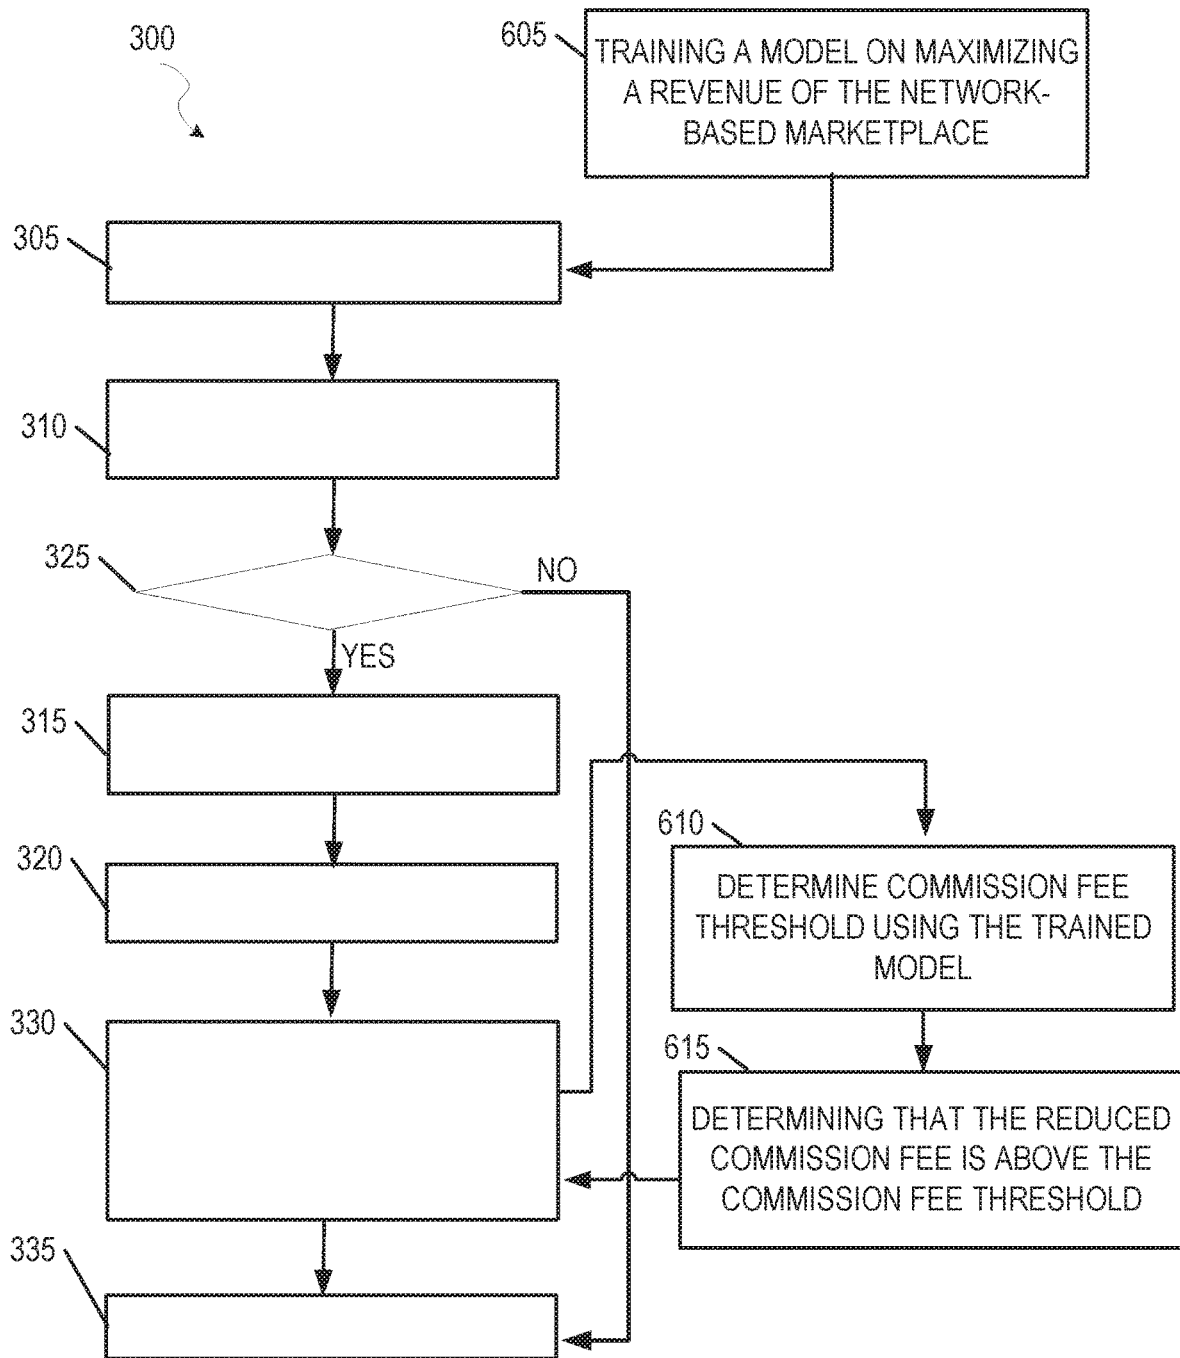 300
605
TRAINING A MODEL ON MAXIMIZING
A REVENUE OF THE NETWORK-
BASED MARKETPLACE
305
310
325
NO
YES
315
320
610
DETERMINE COMMISSION FEE
THRESHOLD USING THE TRAINED
MODEL
330
615
DETERMINING THAT THE REDUCED
COMMISSION FEE IS ABOVE THE
COMMISSION FEE THRESHOLD
335